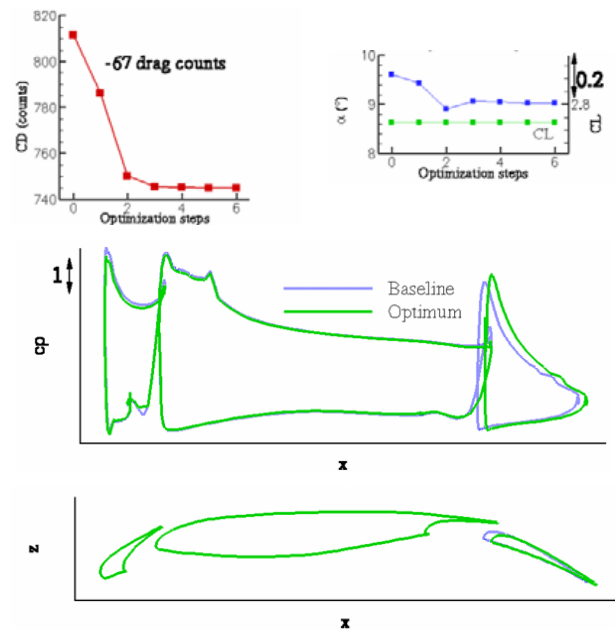 820
800
780
760
740
CD (counts)
-67 drag counts
0 2 4 6
Optimization steps
10
9
8
α (°)
0.2
2.8
CL
CL
0 2 4 6
Optimization steps
1
cp
Baseline
Optimum
x
z
x